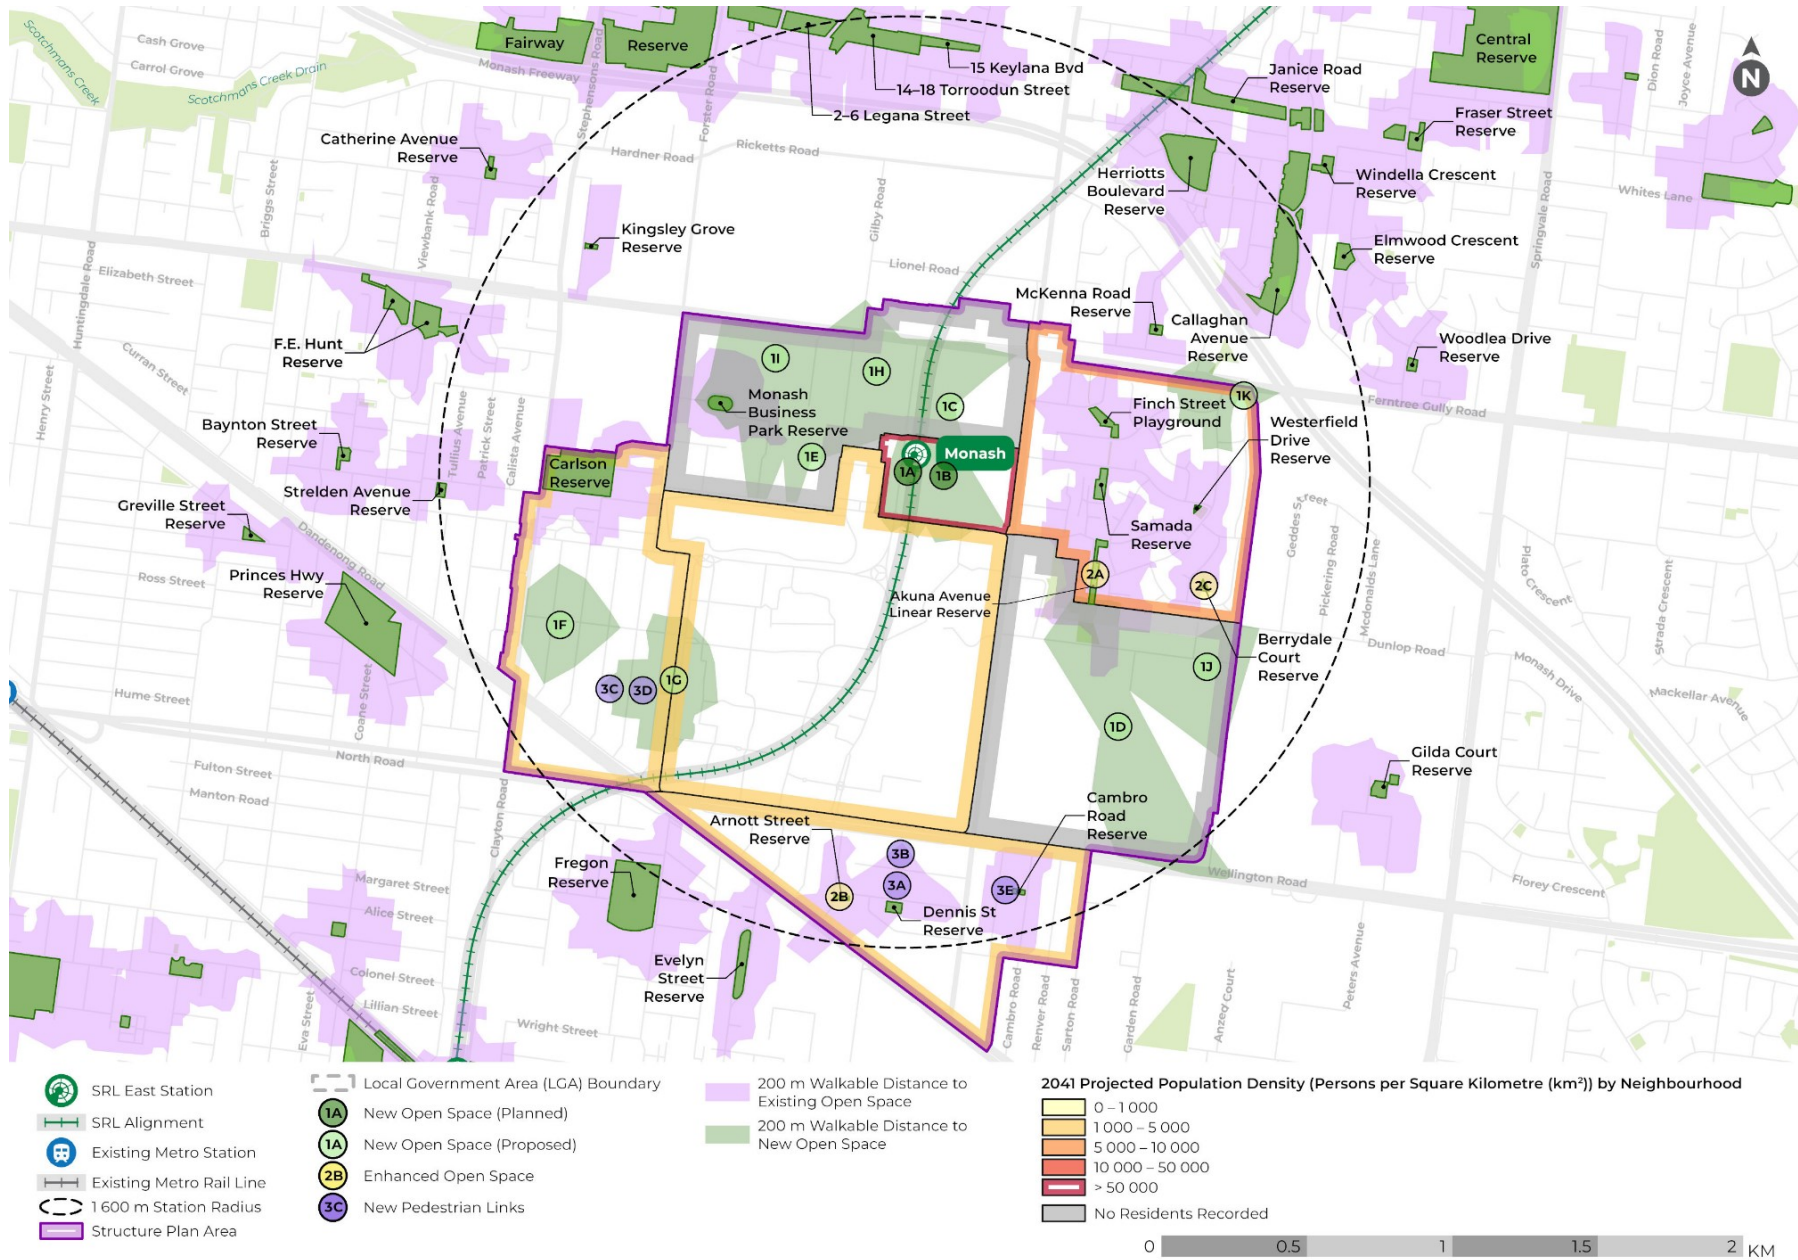 Scotchmans Creek
Cash Grove
Carrol Grove
Scotchmans Creek Drain
Fairway
Reserve
Monash Freeway
Stephensons Road
Forster Road
15 Keylana Bvd
14–18 Torroodun Street
2–6 Legana Street
Janice Road
Reserve
Central
Reserve
Dion Road
Joyce Avenue
N
Fraser Street
Reserve
Catherine Avenue
Reserve
Hardner Road
Ricketts Road
Herriotts
Boulevard
Reserve
Windella Crescent
Reserve
Whites Lane
Springvale Road
Briggs Street
Viewbank Road
Kingsley Grove
Reserve
Gilby Road
Lionel Road
Elmwood Crescent
Reserve
Huntingdale Road
Elizabeth Street
McKenna Road
Reserve
Callaghan
Avenue
Reserve
Woodlea Drive
Reserve
F.E. Hunt
Reserve
Curran Street
Henry Street
1I
1H
1C
1K
Ferntree Gully Road
Monash
Business
Park Reserve
Finch Street
Playground
Westerfield
Drive
Reserve
Baynton Street
Reserve
Tullius Avenue
Patrick Street
Calista Avenue
Carlson
Reserve
1E
Monash
1A
1B
Strelden Avenue
Reserve
Greville Street
Reserve
Dandenong Road
Samada
Reserve
Geddes Street
Pickering Road
Mcdonalds Lane
Plato Crescent
Strada Crescent
Ross Street
Princes Hwy
Reserve
2A
2C
Akuna Avenue
Linear Reserve
1F
Berrydale
Court
Reserve
Dunlop Road
Monash Drive
Mackellar Avenue
1J
1G
3C
3D
1D
Hume Street
Coane Street
North Road
Fulton Street
Manton Road
Clayton Road
Gilda Court
Reserve
Cambro
Road
Reserve
Arnott Street
Reserve
3B
3A
3E
2B
Dennis St
Reserve
Fregon
Reserve
Wellington Road
Florey Crescent
Margaret Street
Alice Street
Evelyn
Street
Reserve
Colonel Street
Lillian Street
Eva Street
Wright Street
Cambro Road
Renver Road
Sarton Road
Garden Road
Anzed Court
Peters Avenue
SRL East Station
SRL Alignment
Existing Metro Station
Existing Metro Rail Line
1 600 m Station Radius
Structure Plan Area
Local Government Area (LGA) Boundary
1A New Open Space (Planned)
1A New Open Space (Proposed)
2B Enhanced Open Space
3C New Pedestrian Links
200 m Walkable Distance to
Existing Open Space
200 m Walkable Distance to
New Open Space
2041 Projected Population Density (Persons per Square Kilometre (km²)) by Neighbourhood
0 – 1 000
1 000 – 5 000
5 000 – 10 000
10 000 – 50 000
> 50 000
No Residents Recorded
0 0.5 1 1.5 2 KM